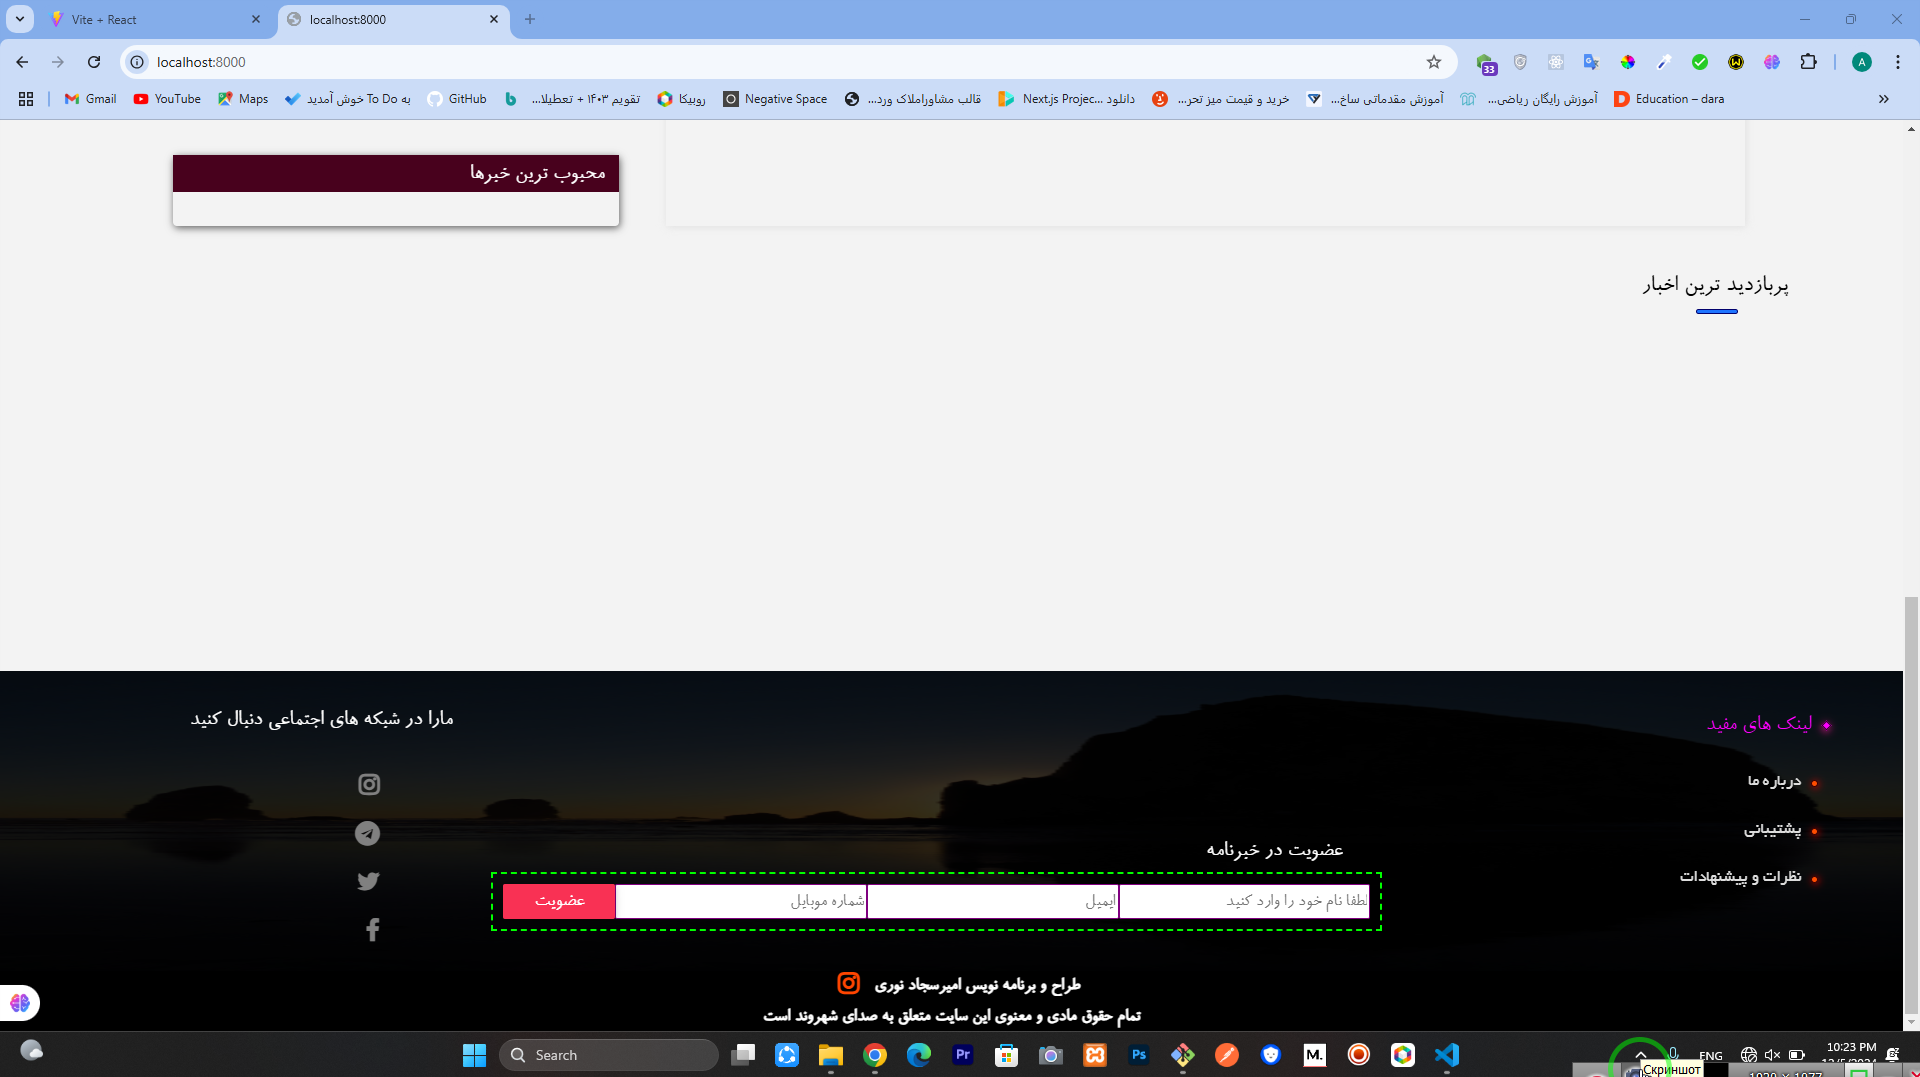 Vite + React
localhost:8000
localhost:8000
33
A
Gmail
YouTube
Maps
به To Do خوش آمدید
GitHub
تقویم ۱۴۰۳ + تعطیلا...
روبیکا
Negative Space
قالب مشاوراملاک ورد...
دانلود Next.js Projec...
خرید و قیمت میز تحر...
آموزش مقدماتی ساخ...
آموزش رایگان ریاضی...
Education – dara
محبوب ترین خبرها
پربازدید ترین اخبار
لینک های مفید
درباره ما
پشتیبانی
نظرات و پیشنهادات
مارا در شبکه های اجتماعی دنبال کنید
عضویت در خبرنامه
لطفا نام خود را وارد کنید
ایمیل
شماره موبایل
عضویت
طراح و برنامه نویس امیرسجاد نوری
تمام حقوق مادی و معنوی این سایت متعلق به صدای شهروند است
Search
Pr
Ps
M.
ENG
10:23 PM
Скриншот